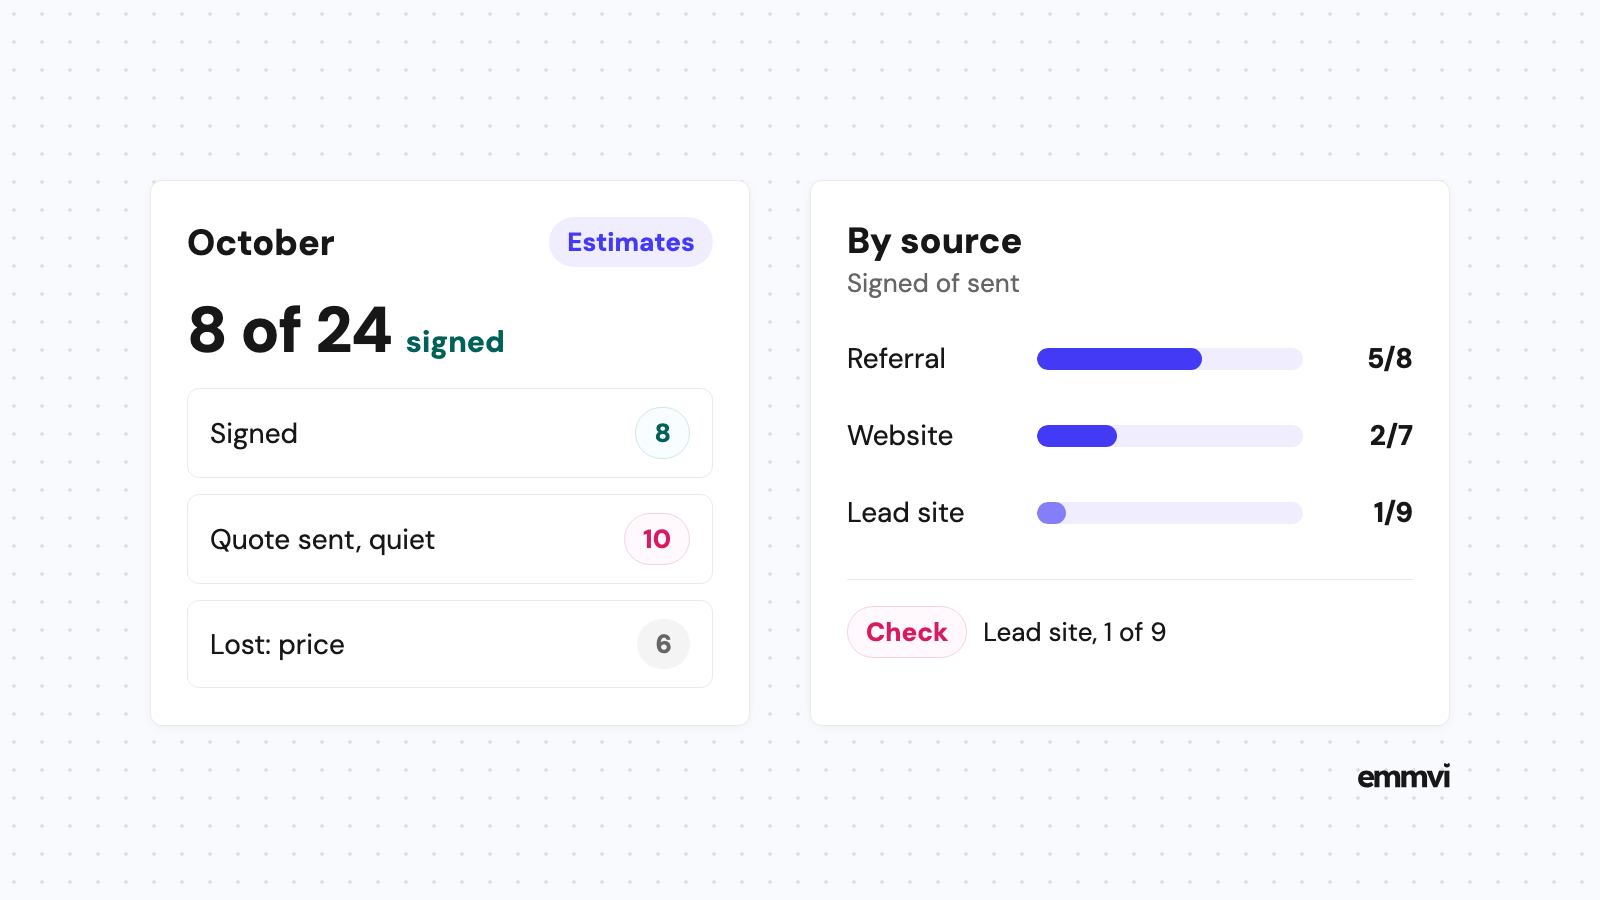 October
Estimates
8 of 24 signed
Signed 8
Quote sent, quiet 10
Lost: price 6
By source
Signed of sent
Referral 5/8
Website 2/7
Lead site 1/9
Check Lead site, 1 of 9
emmvi